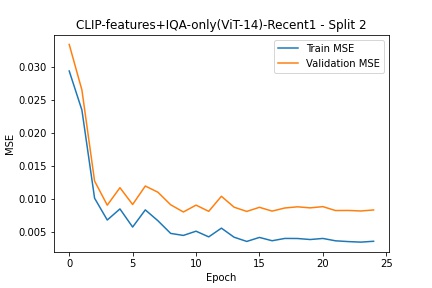 CLIP-features+IQA-only(ViT-14)-Recent1 - Split 2
Train MSE
Validation MSE
MSE
0.030
0.025
0.020
0.015
0.010
0.005
0
5
10
15
20
25
Epoch